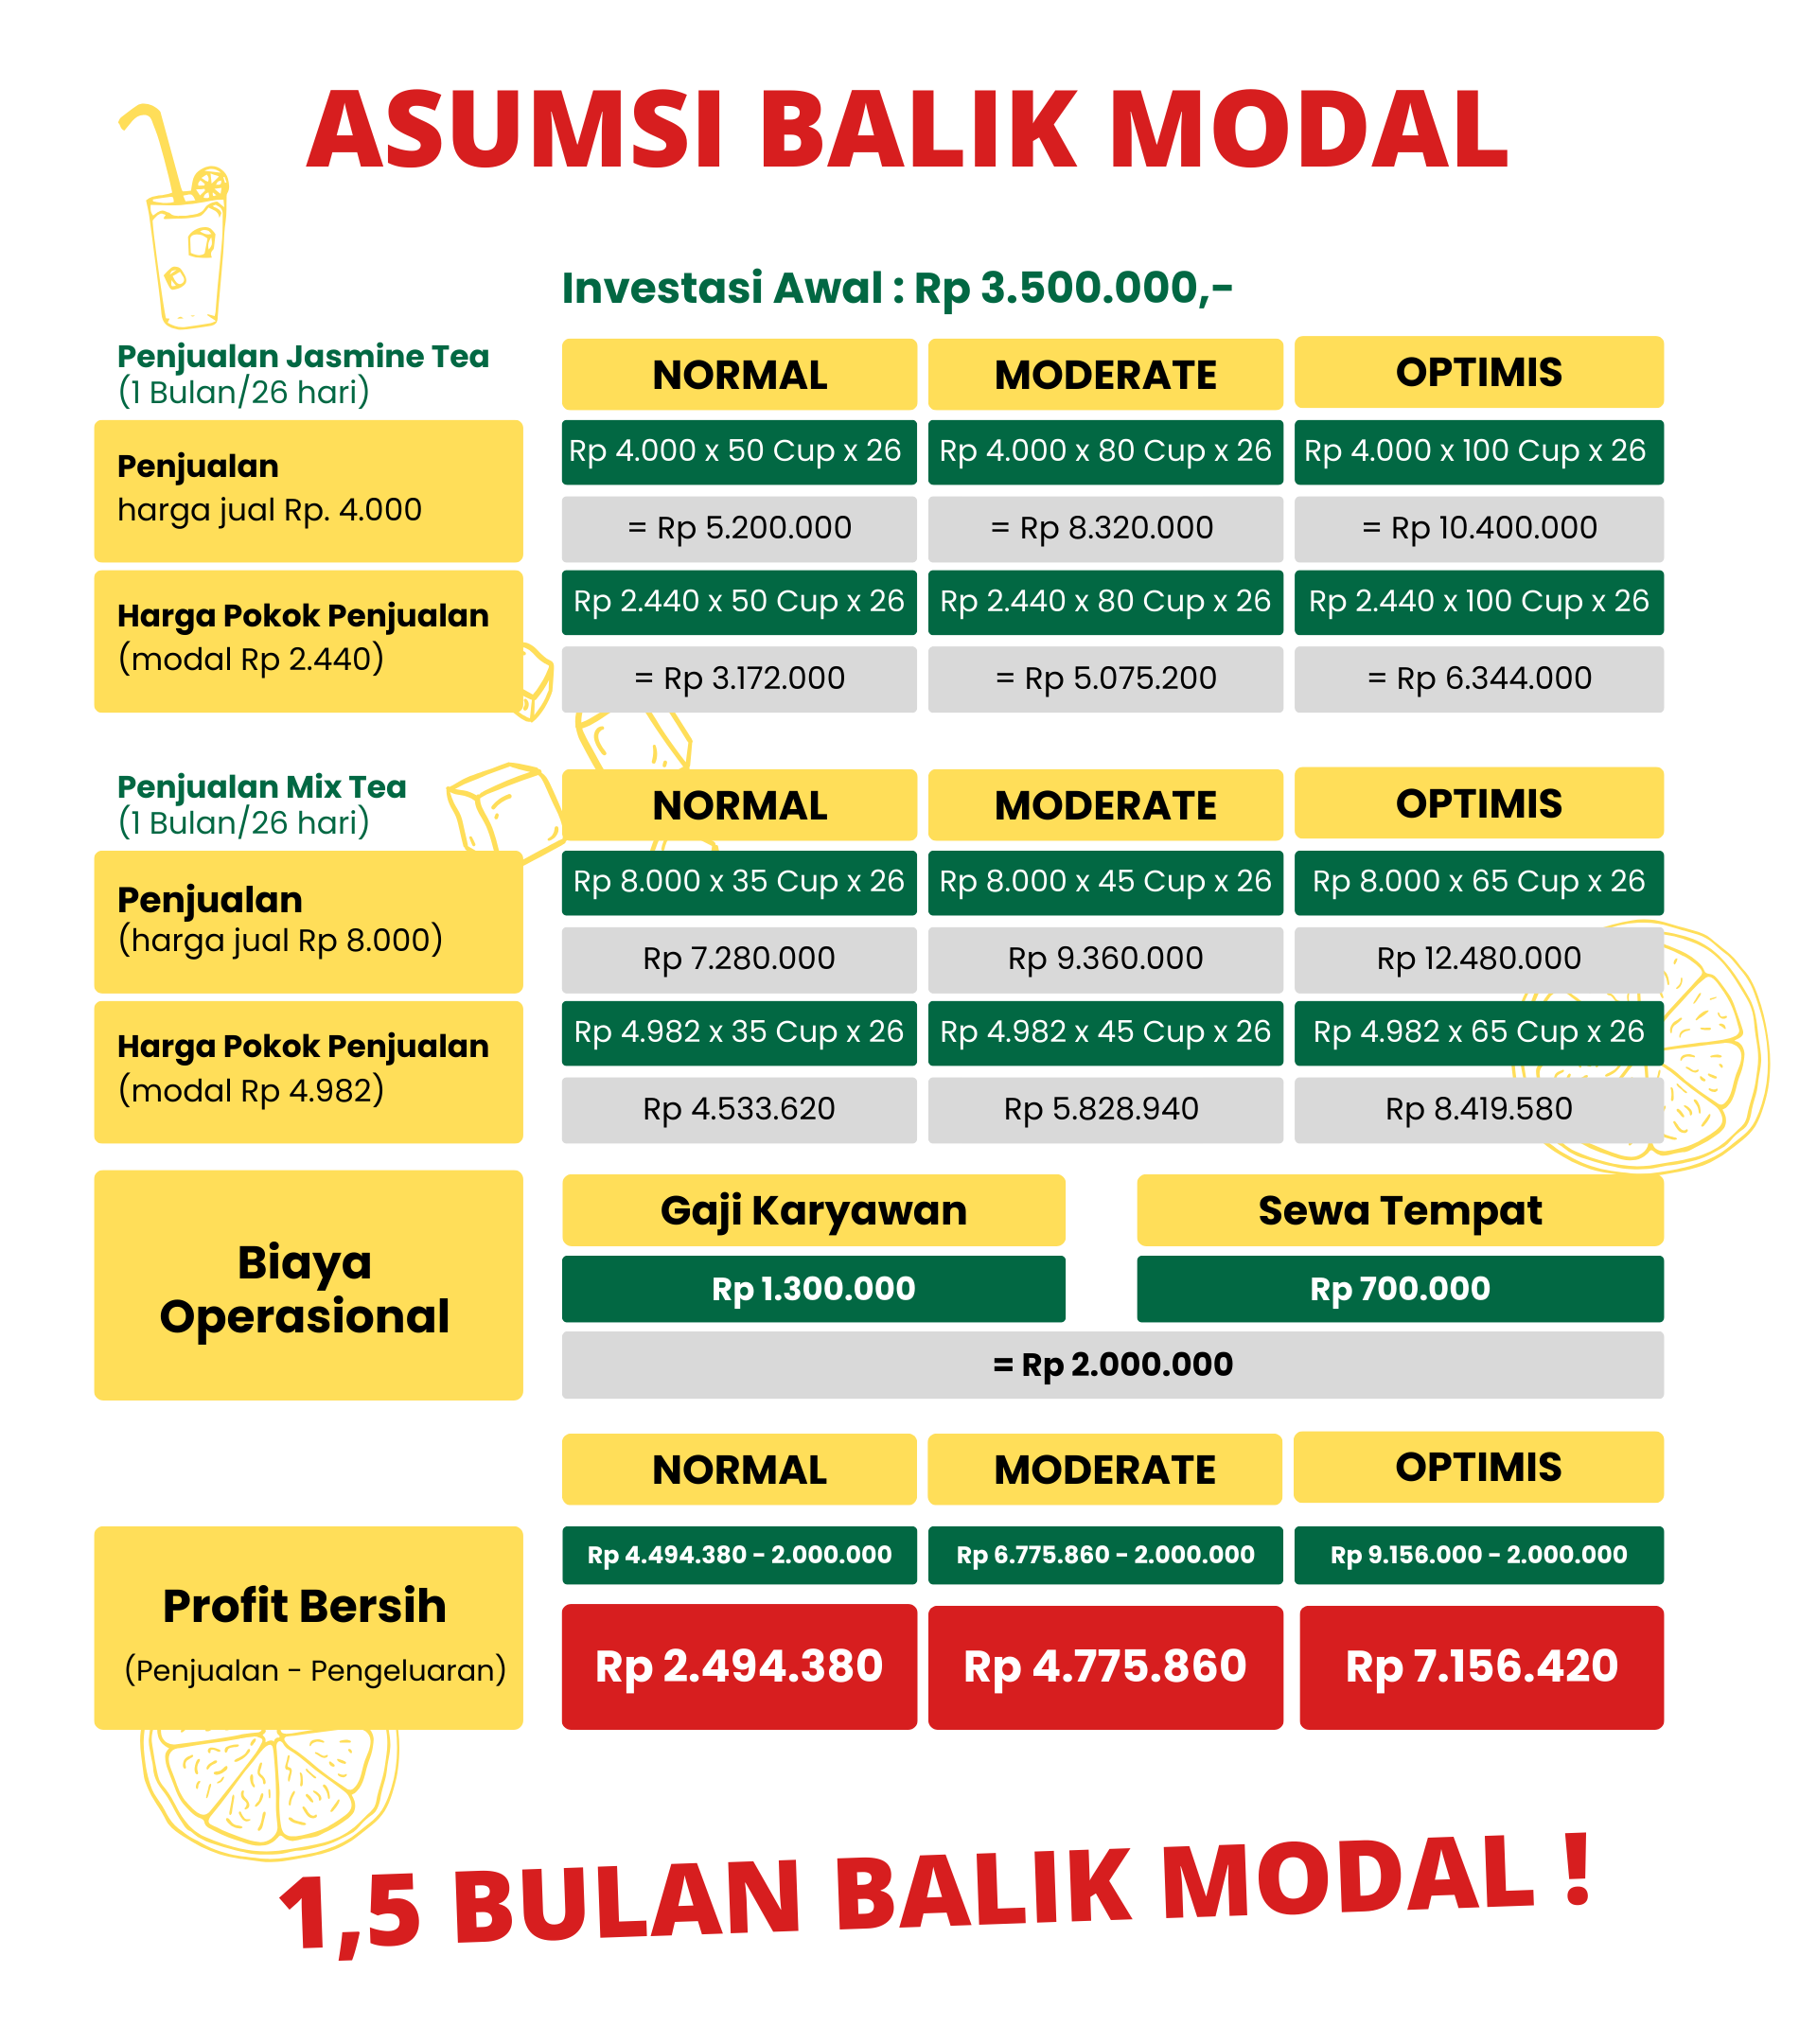 ASUMSI BALIK MODAL
Investasi Awal : Rp 3.500.000,-
Penjualan Jasmine Tea
(1 Bulan/26 hari)
NORMAL
MODERATE
OPTIMIS
Penjualan
harga jual Rp. 4.000
Rp 4.000 x 50 Cup x 26
Rp 4.000 x 80 Cup x 26
Rp 4.000 x 100 Cup x 26
= Rp 5.200.000
= Rp 8.320.000
= Rp 10.400.000
Harga Pokok Penjualan
(modal Rp 2.440)
Rp 2.440 x 50 Cup x 26
Rp 2.440 x 80 Cup x 26
Rp 2.440 x 100 Cup x 26
= Rp 3.172.000
= Rp 5.075.200
= Rp 6.344.000
Penjualan Mix Tea
(1 Bulan/26 hari)
NORMAL
MODERATE
OPTIMIS
Penjualan
(harga jual Rp 8.000)
Rp 8.000 x 35 Cup x 26
Rp 8.000 x 45 Cup x 26
Rp 8.000 x 65 Cup x 26
Rp 7.280.000
Rp 9.360.000
Rp 12.480.000
Harga Pokok Penjualan
(modal Rp 4.982)
Rp 4.982 x 35 Cup x 26
Rp 4.982 x 45 Cup x 26
Rp 4.982 x 65 Cup x 26
Rp 4.533.620
Rp 5.828.940
Rp 8.419.580
Biaya
Operasional
Gaji Karyawan
Sewa Tempat
Rp 1.300.000
Rp 700.000
= Rp 2.000.000
NORMAL
MODERATE
OPTIMIS
Profit Bersih
(Penjualan - Pengeluaran)
Rp 4.494.380 - 2.000.000
Rp 6.775.860 - 2.000.000
Rp 9.156.000 - 2.000.000
Rp 2.494.380
Rp 4.775.860
Rp 7.156.420
1,5 BULAN BALIK MODAL !